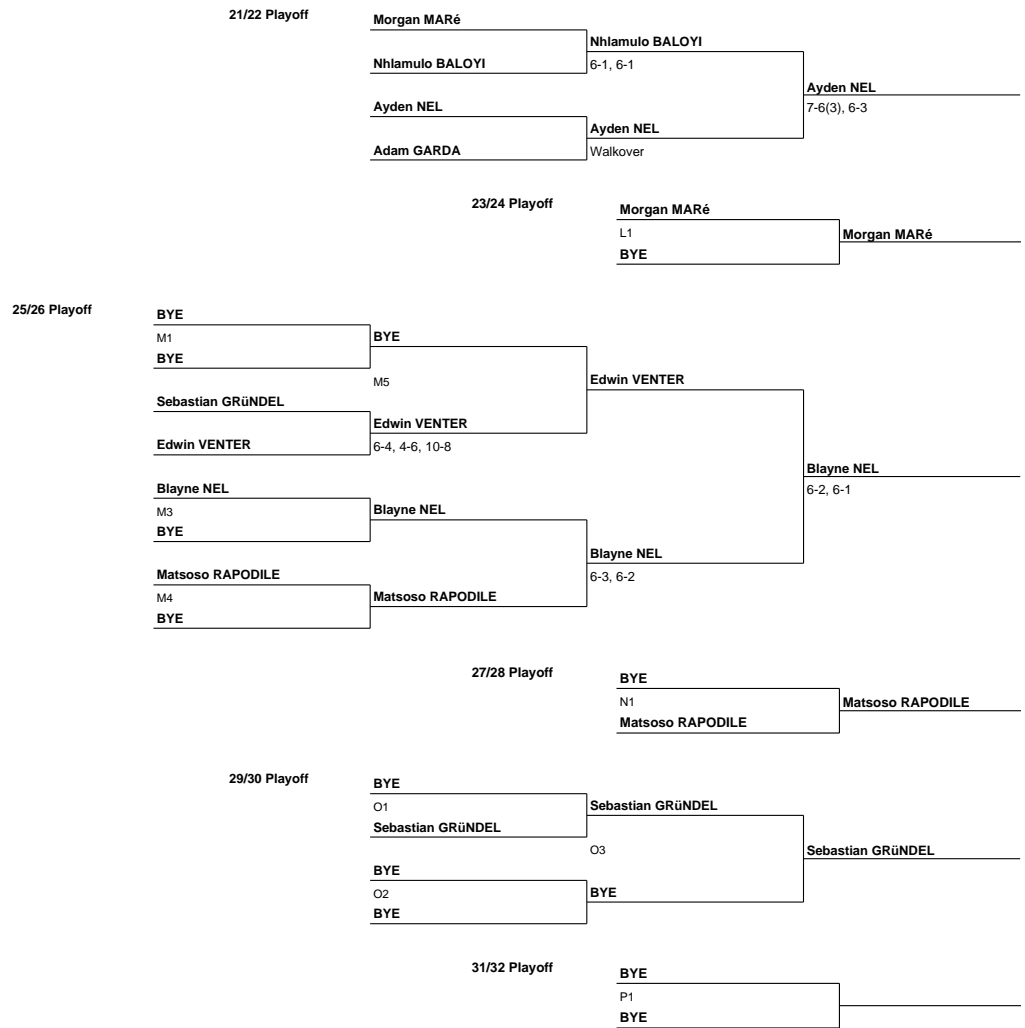 21/22 Playoff
Morgan MARé
Nhlamulo BALOYI
Nhlamulo BALOYI
6-1, 6-1
Ayden NEL
Ayden NEL
7-6(3), 6-3
Ayden NEL
Adam GARDA
Walkover
23/24 Playoff
Morgan MARé
L1
Morgan MARé
BYE
25/26 Playoff
BYE
M1
BYE
BYE
M5
Edwin VENTER
Sebastian GRüNDEL
Edwin VENTER
Edwin VENTER
6-4, 4-6, 10-8
Blayne NEL
6-2, 6-1
Blayne NEL
M3
Blayne NEL
BYE
Blayne NEL
6-3, 6-2
Matsoso RAPODILE
M4
Matsoso RAPODILE
BYE
27/28 Playoff
BYE
N1
Matsoso RAPODILE
Matsoso RAPODILE
29/30 Playoff
BYE
O1
Sebastian GRüNDEL
Sebastian GRüNDEL
O3
Sebastian GRüNDEL
BYE
O2
BYE
BYE
31/32 Playoff
BYE
P1
BYE